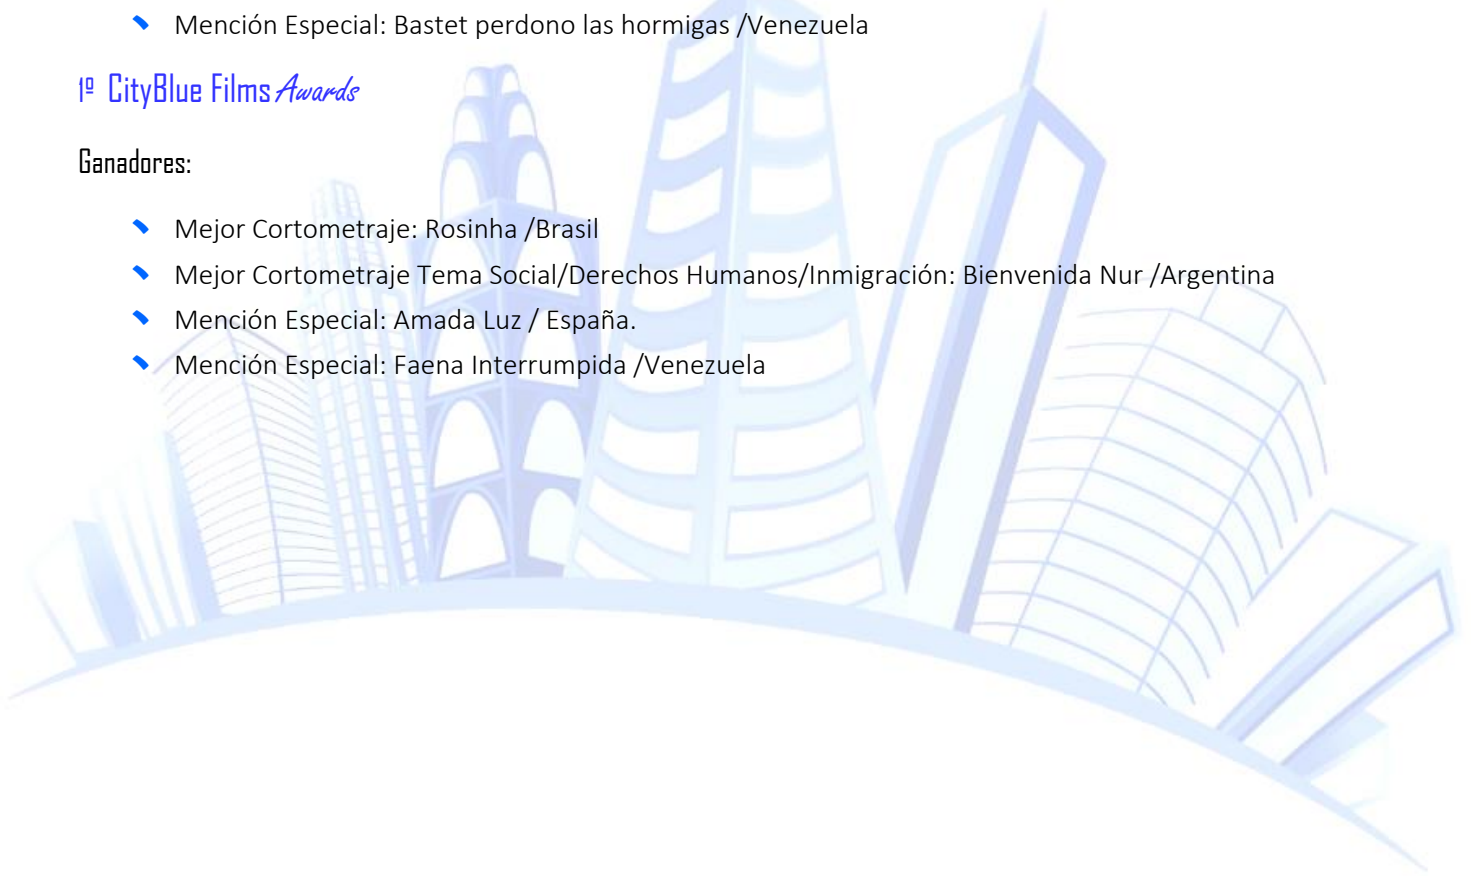 Mención Especial: Bastet perdono las hormigas /Venezuela
1º CityBlue Films Awards
Ganadores:
Mejor Cortometraje: Rosinha /Brasil
Mejor Cortometraje Tema Social/Derechos Humanos/Inmigración: Bienvenida Nur /Argentina
Mención Especial: Amada Luz / España.
Mención Especial: Faena Interrumpida /Venezuela